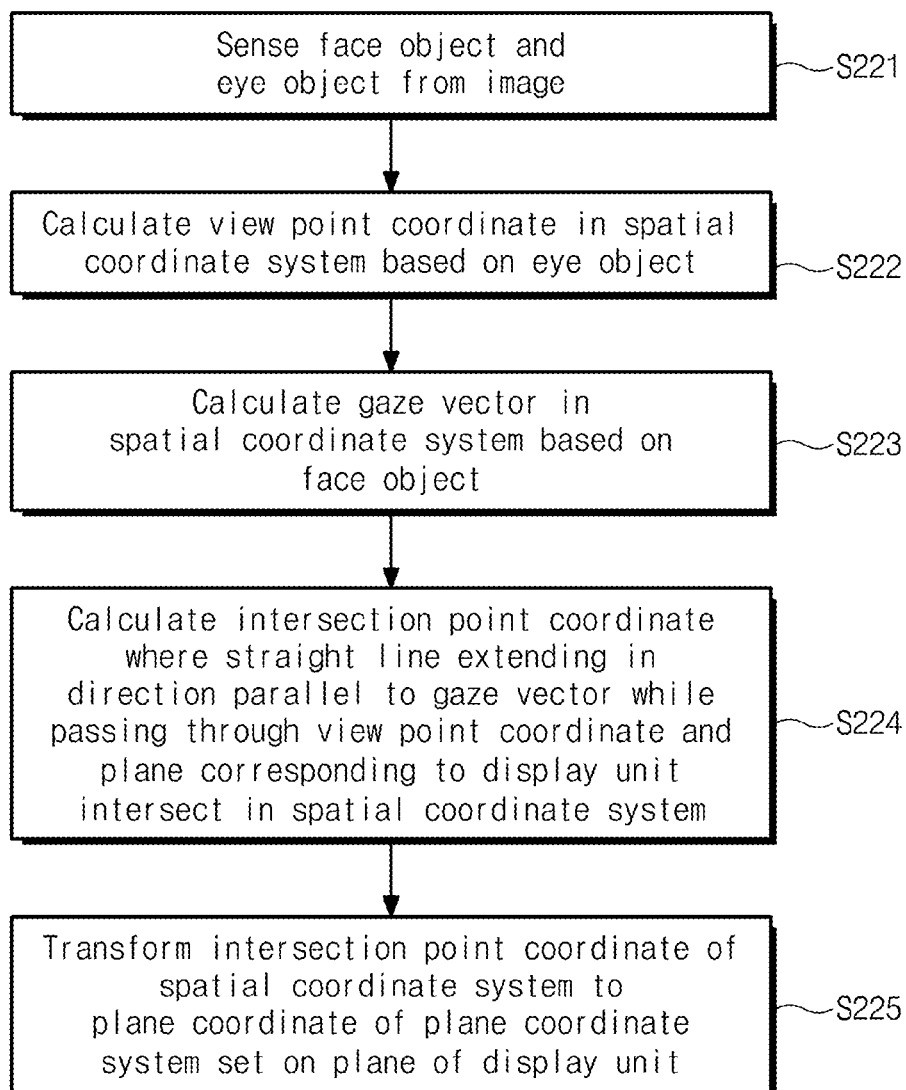 Sense face object and
eye object from image
S221
Calculate view point coordinate in spatial
coordinate system based on eye object
S222
Calculate gaze vector in
spatial coordinate system based on
face object
S223
Calculate intersection point coordinate
where straight line extending in
direction parallel to gaze vector while
passing through view point coordinate and
plane corresponding to display unit
intersect in spatial coordinate system
S224
Transform intersection point coordinate of
spatial coordinate system to
plane coordinate of plane coordinate
system set on plane of display unit
S225